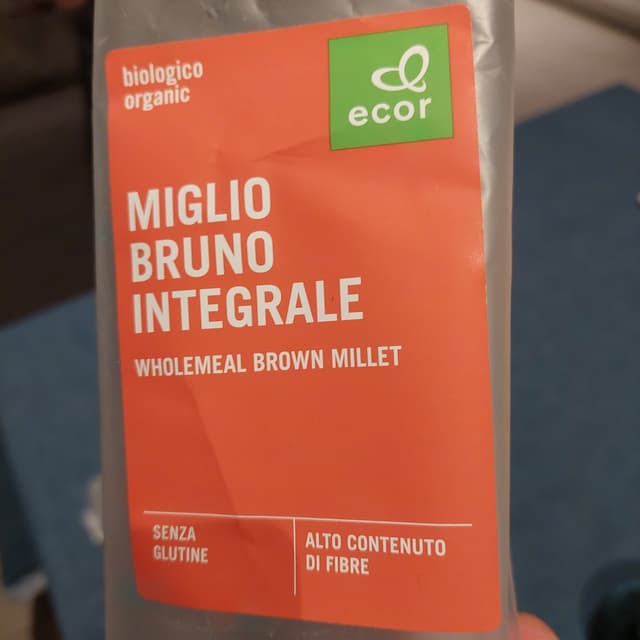 biologico
organic
ecor
MIGLIO
BRUNO
INTEGRALE
WHOLEMEAL BROWN MILLET
SENZA
GLUTINE
ALTO CONTENUTO
DI FIBRE